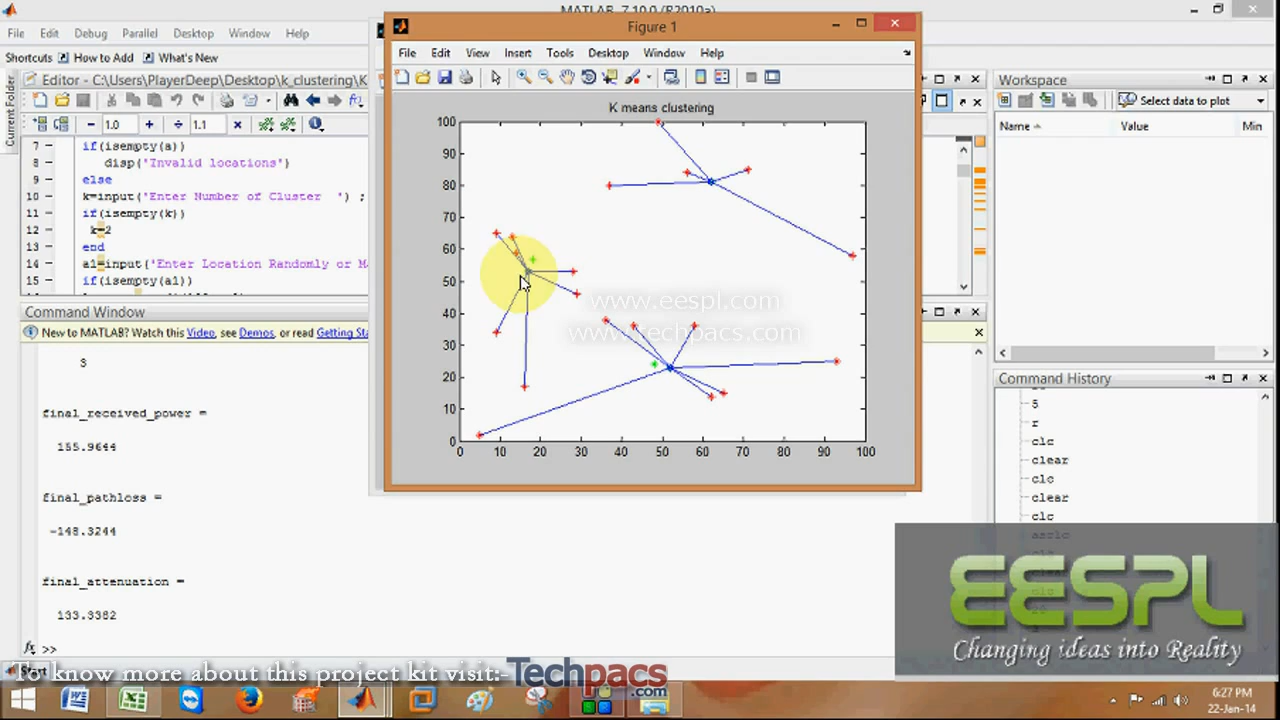 MATLAB 7.10.0 (R2010a)
File Edit Debug Parallel Desktop Window Help
Shortcuts How to Add What's New
Current Folder
Editor - C:\Users\PlayerDeep\Desktop\k_clustering\K
1.0
1.1
7 if(isempty(a))
8 disp('Invalid locations')
9 else
10 k=input('Enter Number of Cluster ') ;
11 if(isempty(k))
12 k=2
13 end
14 a1=input('Enter Location Randomly or Ma
15 if(isempty(a1))
Command Window
New to MATLAB? Watch this Video, see Demos, or read Getting Sta
final_received_power =
155.9644
final_pathloss =
-148.3244
final_attenuation =
133.3382
fx >>
Start
Figure 1
File Edit View Insert Tools Desktop Window Help
K means clustering
100
90
80
70
60
50
40
30
20
10
0
0 10 20 30 40 50 60 70 80 90 100
www.eespl.com
www.techpacs.com
Workspace
Select data to plot
Name Value Min
Command History
5
r
clc
clear
clc
clear
clc
EESPL
Changing ideas into Reality
To know more about this project kit visit:-Techpacs
.com
6:27 PM
22-Jan-14